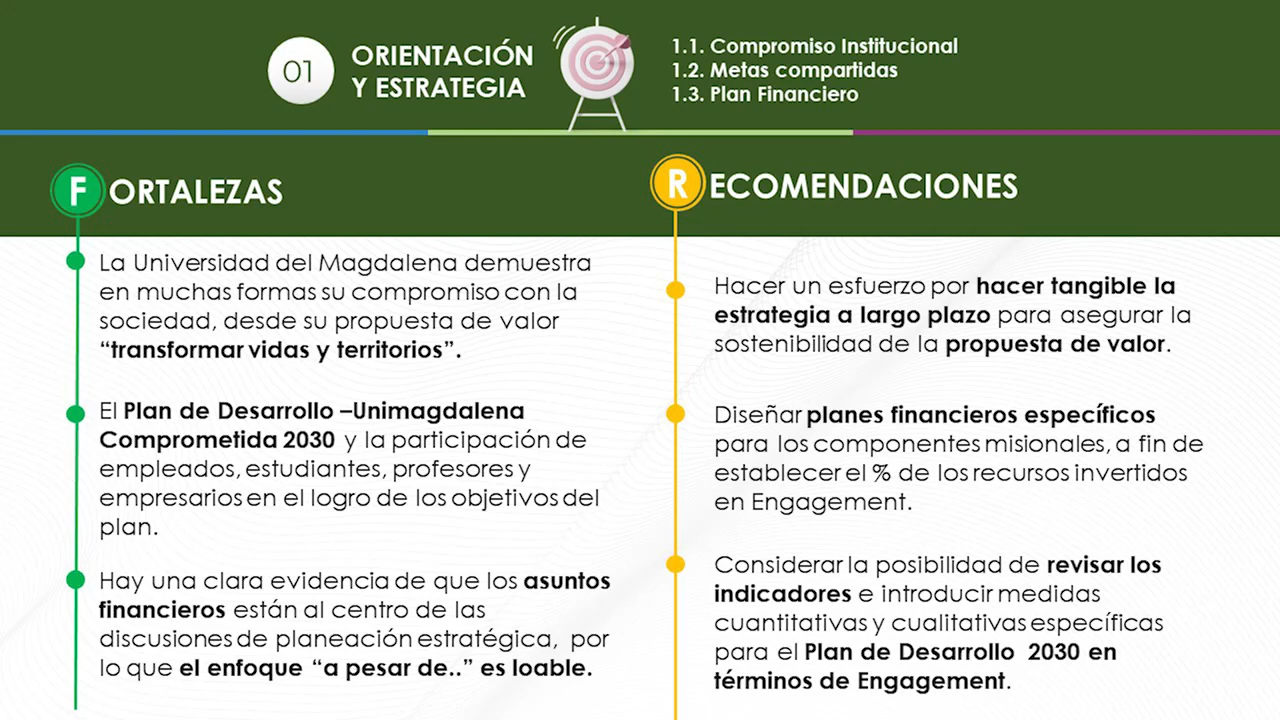 01
ORIENTACIÓN
Y ESTRATEGIA
1.1. Compromiso Institucional
1.2. Metas compartidas
1.3. Plan Financiero
FORTALEZAS
La Universidad del Magdalena demuestra
en muchas formas su compromiso con la
sociedad, desde su propuesta de valor
“transformar vidas y territorios”.
El Plan de Desarrollo –Unimagdalena
Comprometida 2030 y la participación de
empleados, estudiantes, profesores y
empresarios en el logro de los objetivos del
plan.
Hay una clara evidencia de que los asuntos
financieros están al centro de las
discusiones de planeación estratégica, por
lo que el enfoque “a pesar de..” es loable.
RECOMENDACIONES
Hacer un esfuerzo por hacer tangible la
estrategia a largo plazo para asegurar la
sostenibilidad de la propuesta de valor.
Diseñar planes financieros específicos
para los componentes misionales, a fin de
establecer el % de los recursos invertidos
en Engagement.
Considerar la posibilidad de revisar los
indicadores e introducir medidas
cuantitativas y cualitativas específicas
para el Plan de Desarrollo 2030 en
términos de Engagement.